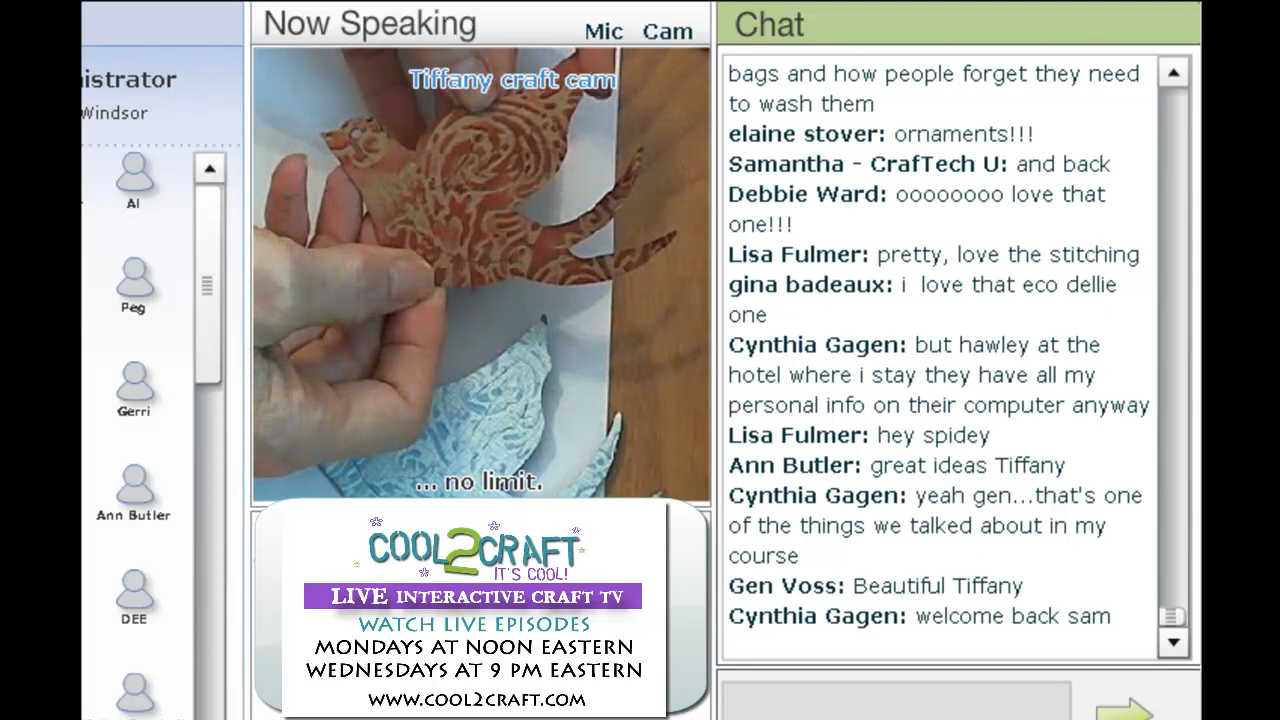 nistrator
Windsor
Al
Peg
Gerri
Ann Butler
DEE
Now Speaking
Mic Cam
Tiffany craft cam
... no limit.
COOL2CRAFT
IT'S COOL!
LIVE INTERACTIVE CRAFT TV
WATCH LIVE EPISODES
MONDAYS AT NOON EASTERN
WEDNESDAYS AT 9 PM EASTERN
WWW.COOL2CRAFT.COM
Chat
bags and how people forget they need
to wash them
elaine stover: ornaments!!!
Samantha - CrafTech U: and back
Debbie Ward: oooooooo love that
one!!!
Lisa Fulmer: pretty, love the stitching
gina badeaux: i love that eco dellie
one
Cynthia Gagen: but hawley at the
hotel where i stay they have all my
personal info on their computer anyway
Lisa Fulmer: hey spidey
Ann Butler: great ideas Tiffany
Cynthia Gagen: yeah gen...that's one
of the things we talked about in my
course
Gen Voss: Beautiful Tiffany
Cynthia Gagen: welcome back sam